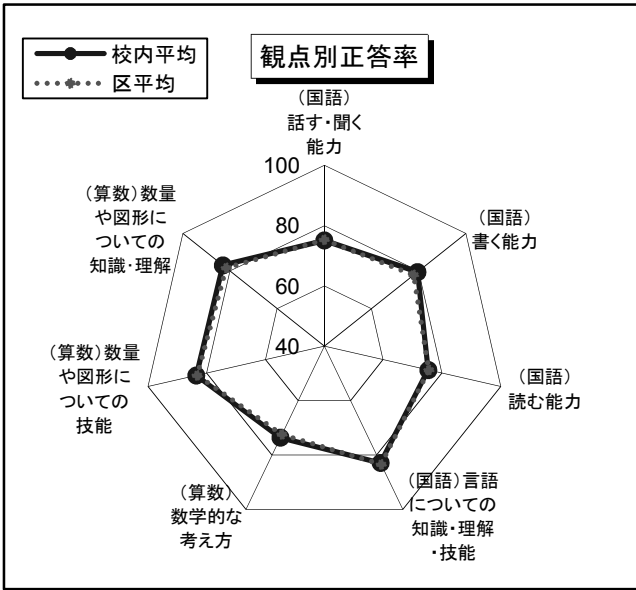 校内平均
区平均
観点別正答率
(国語)
話す・聞く
能力
(国語)
書く能力
(国語)
読む能力
(国語)言語
についての
知識・理解
・技能
(算数)
数学的な
考え方
(算数)数量
や図形に
ついての
技能
(算数)数量
や図形に
ついての
知識・理解
100
80
60
40